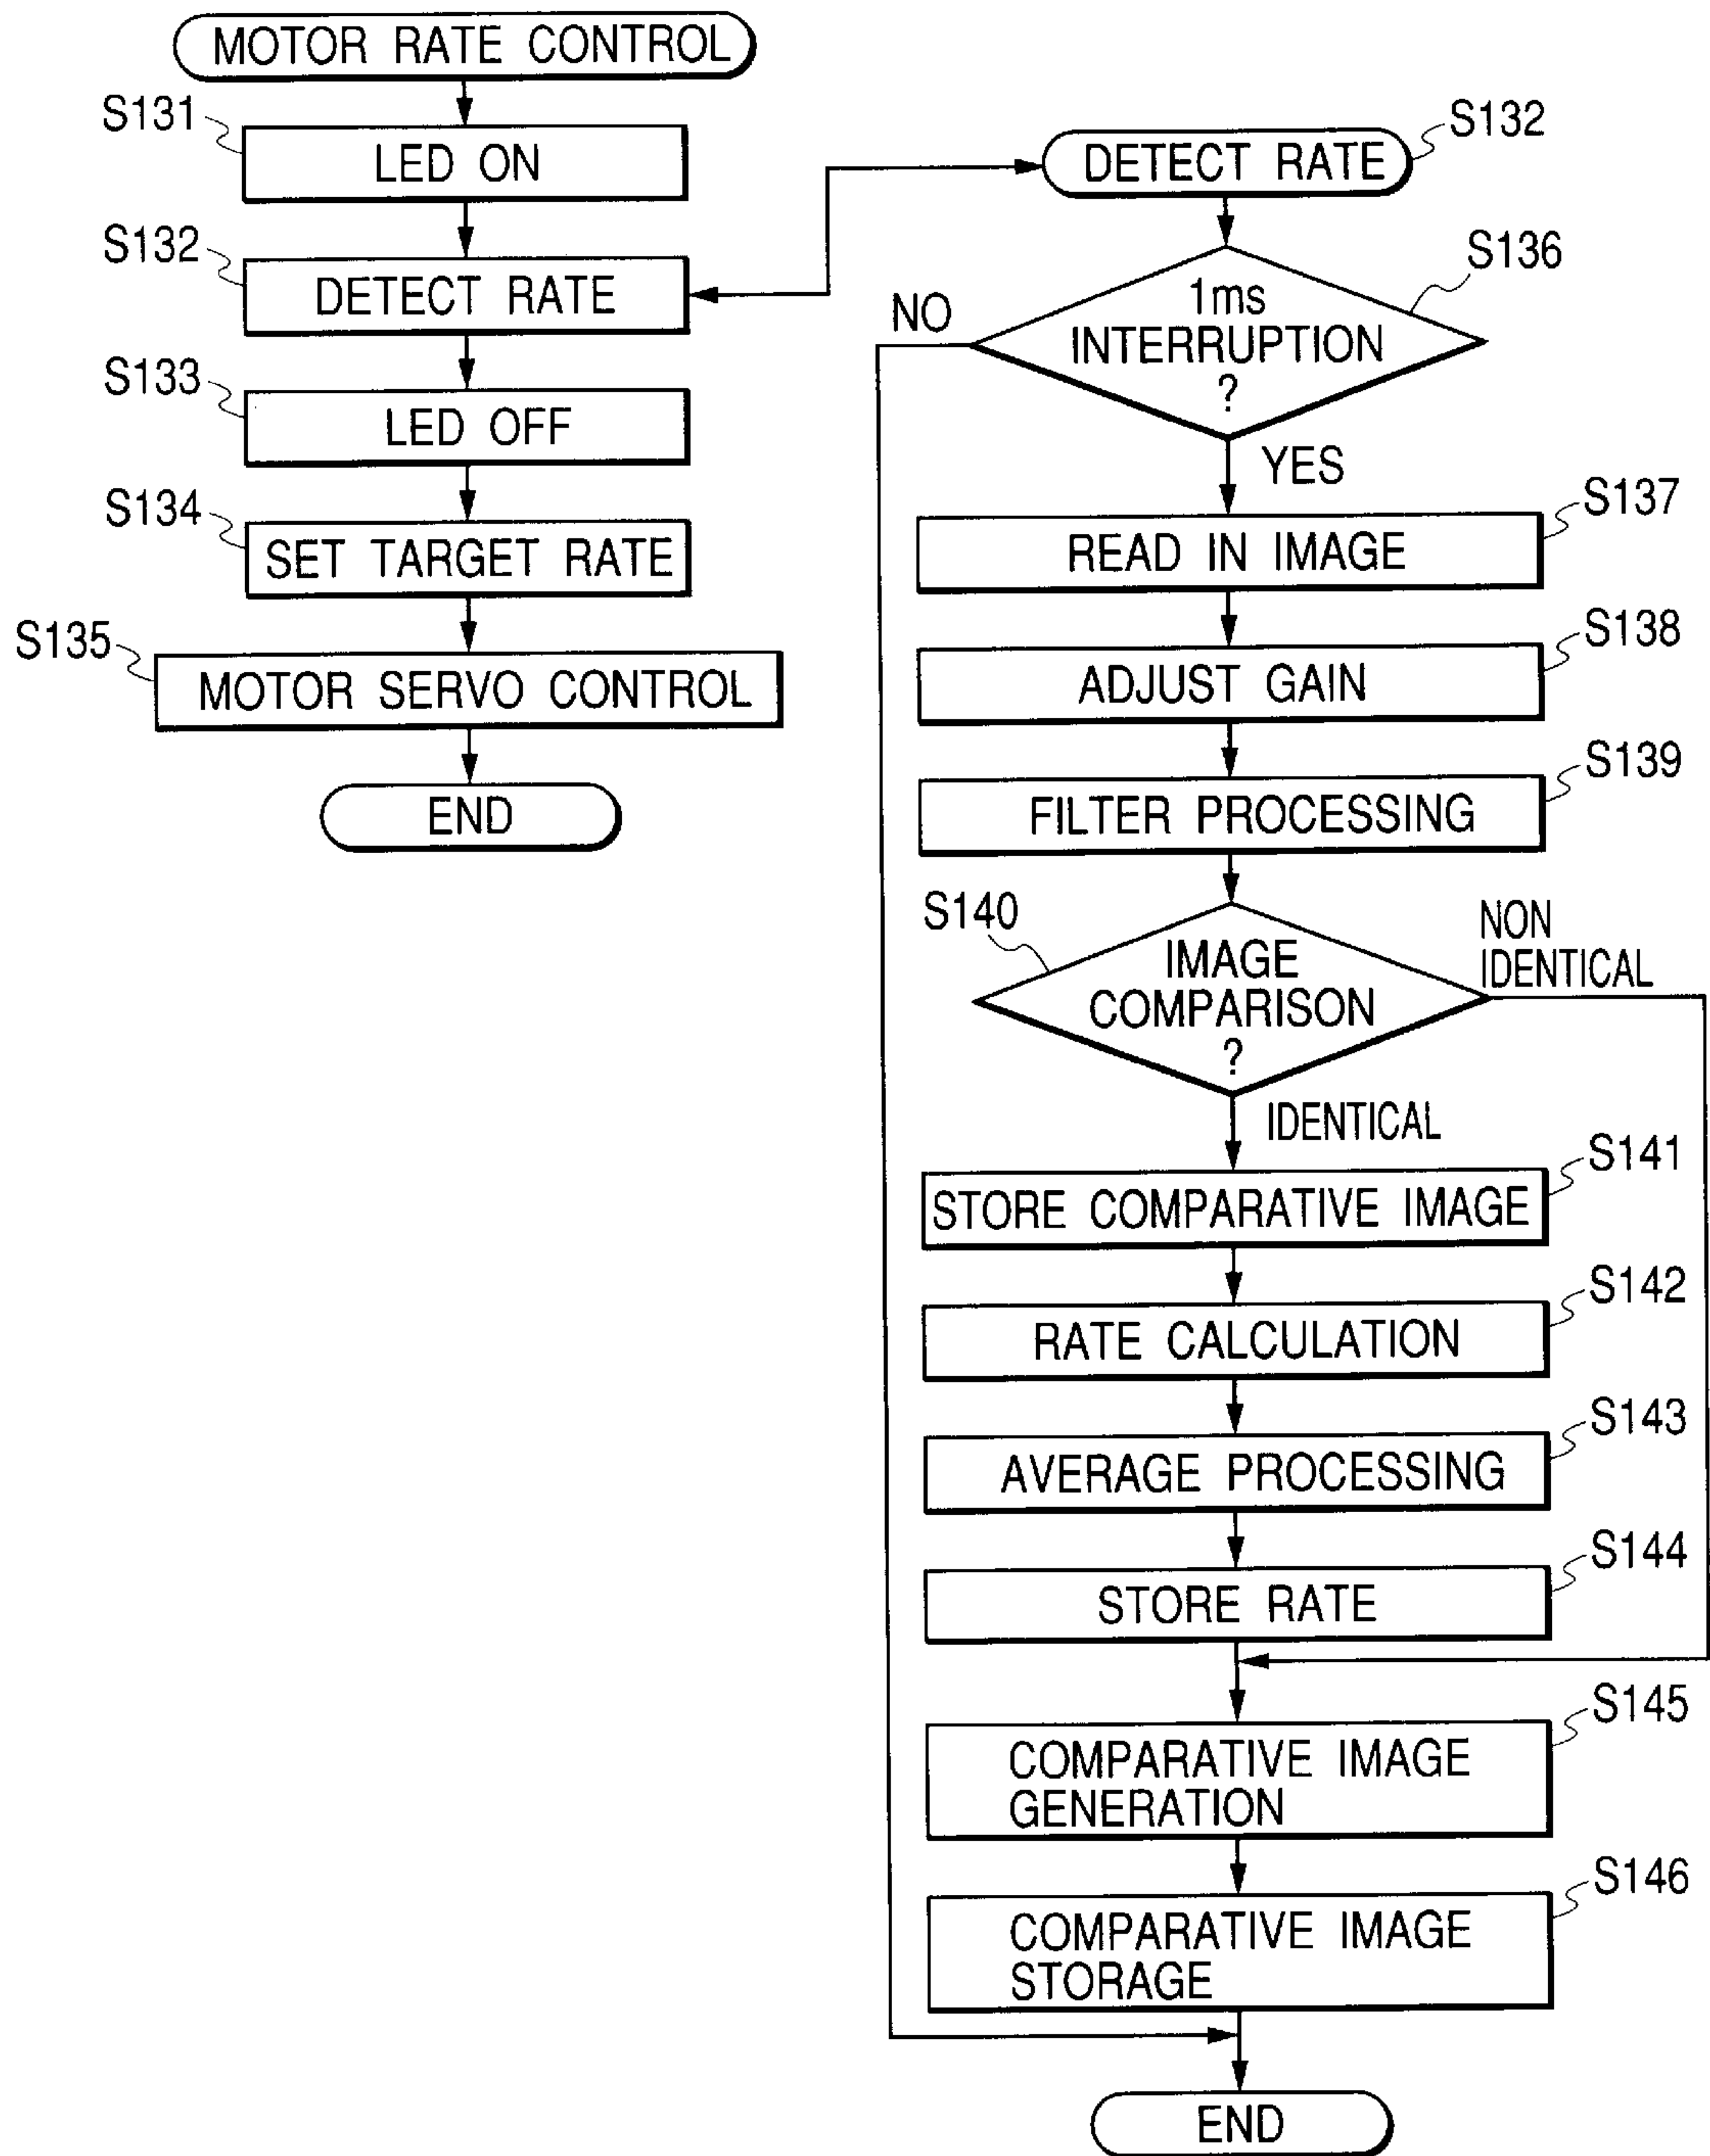 MOTOR RATE CONTROL
S131
LED ON
S132
DETECT RATE
S133
LED OFF
S134
SET TARGET RATE
S135
MOTOR SERVO CONTROL
END
S132
DETECT RATE
S136
1ms
INTERRUPTION
?
NO
YES
S137
READ IN IMAGE
S138
ADJUST GAIN
S139
FILTER PROCESSING
S140
IMAGE
COMPARISON
?
NON
IDENTICAL
IDENTICAL
S141
STORE COMPARATIVE IMAGE
S142
RATE CALCULATION
S143
AVERAGE PROCESSING
S144
STORE RATE
S145
COMPARATIVE IMAGE
GENERATION
S146
COMPARATIVE IMAGE
STORAGE
END